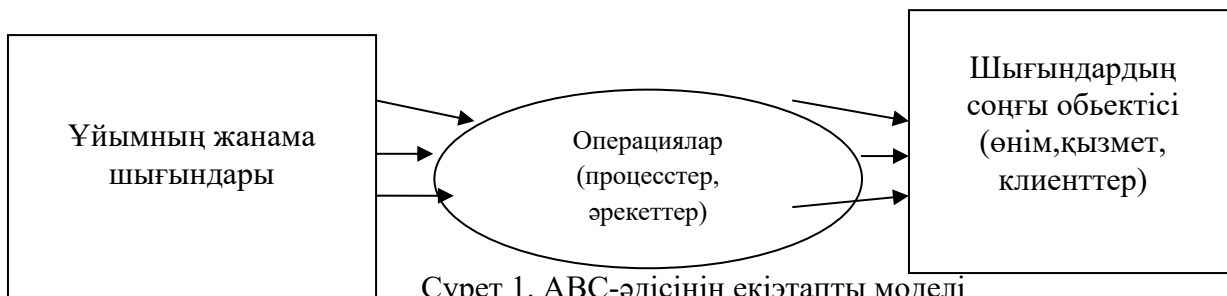 Ұйымның жанама
шығындары
Операциялар
(процесстер,
әрекеттер)
Шығындардың
соңғы обьектісі
(өнім,қызмет,
клиенттер)
Сурет 1. АВС-әдісінің екіэтапты моделі